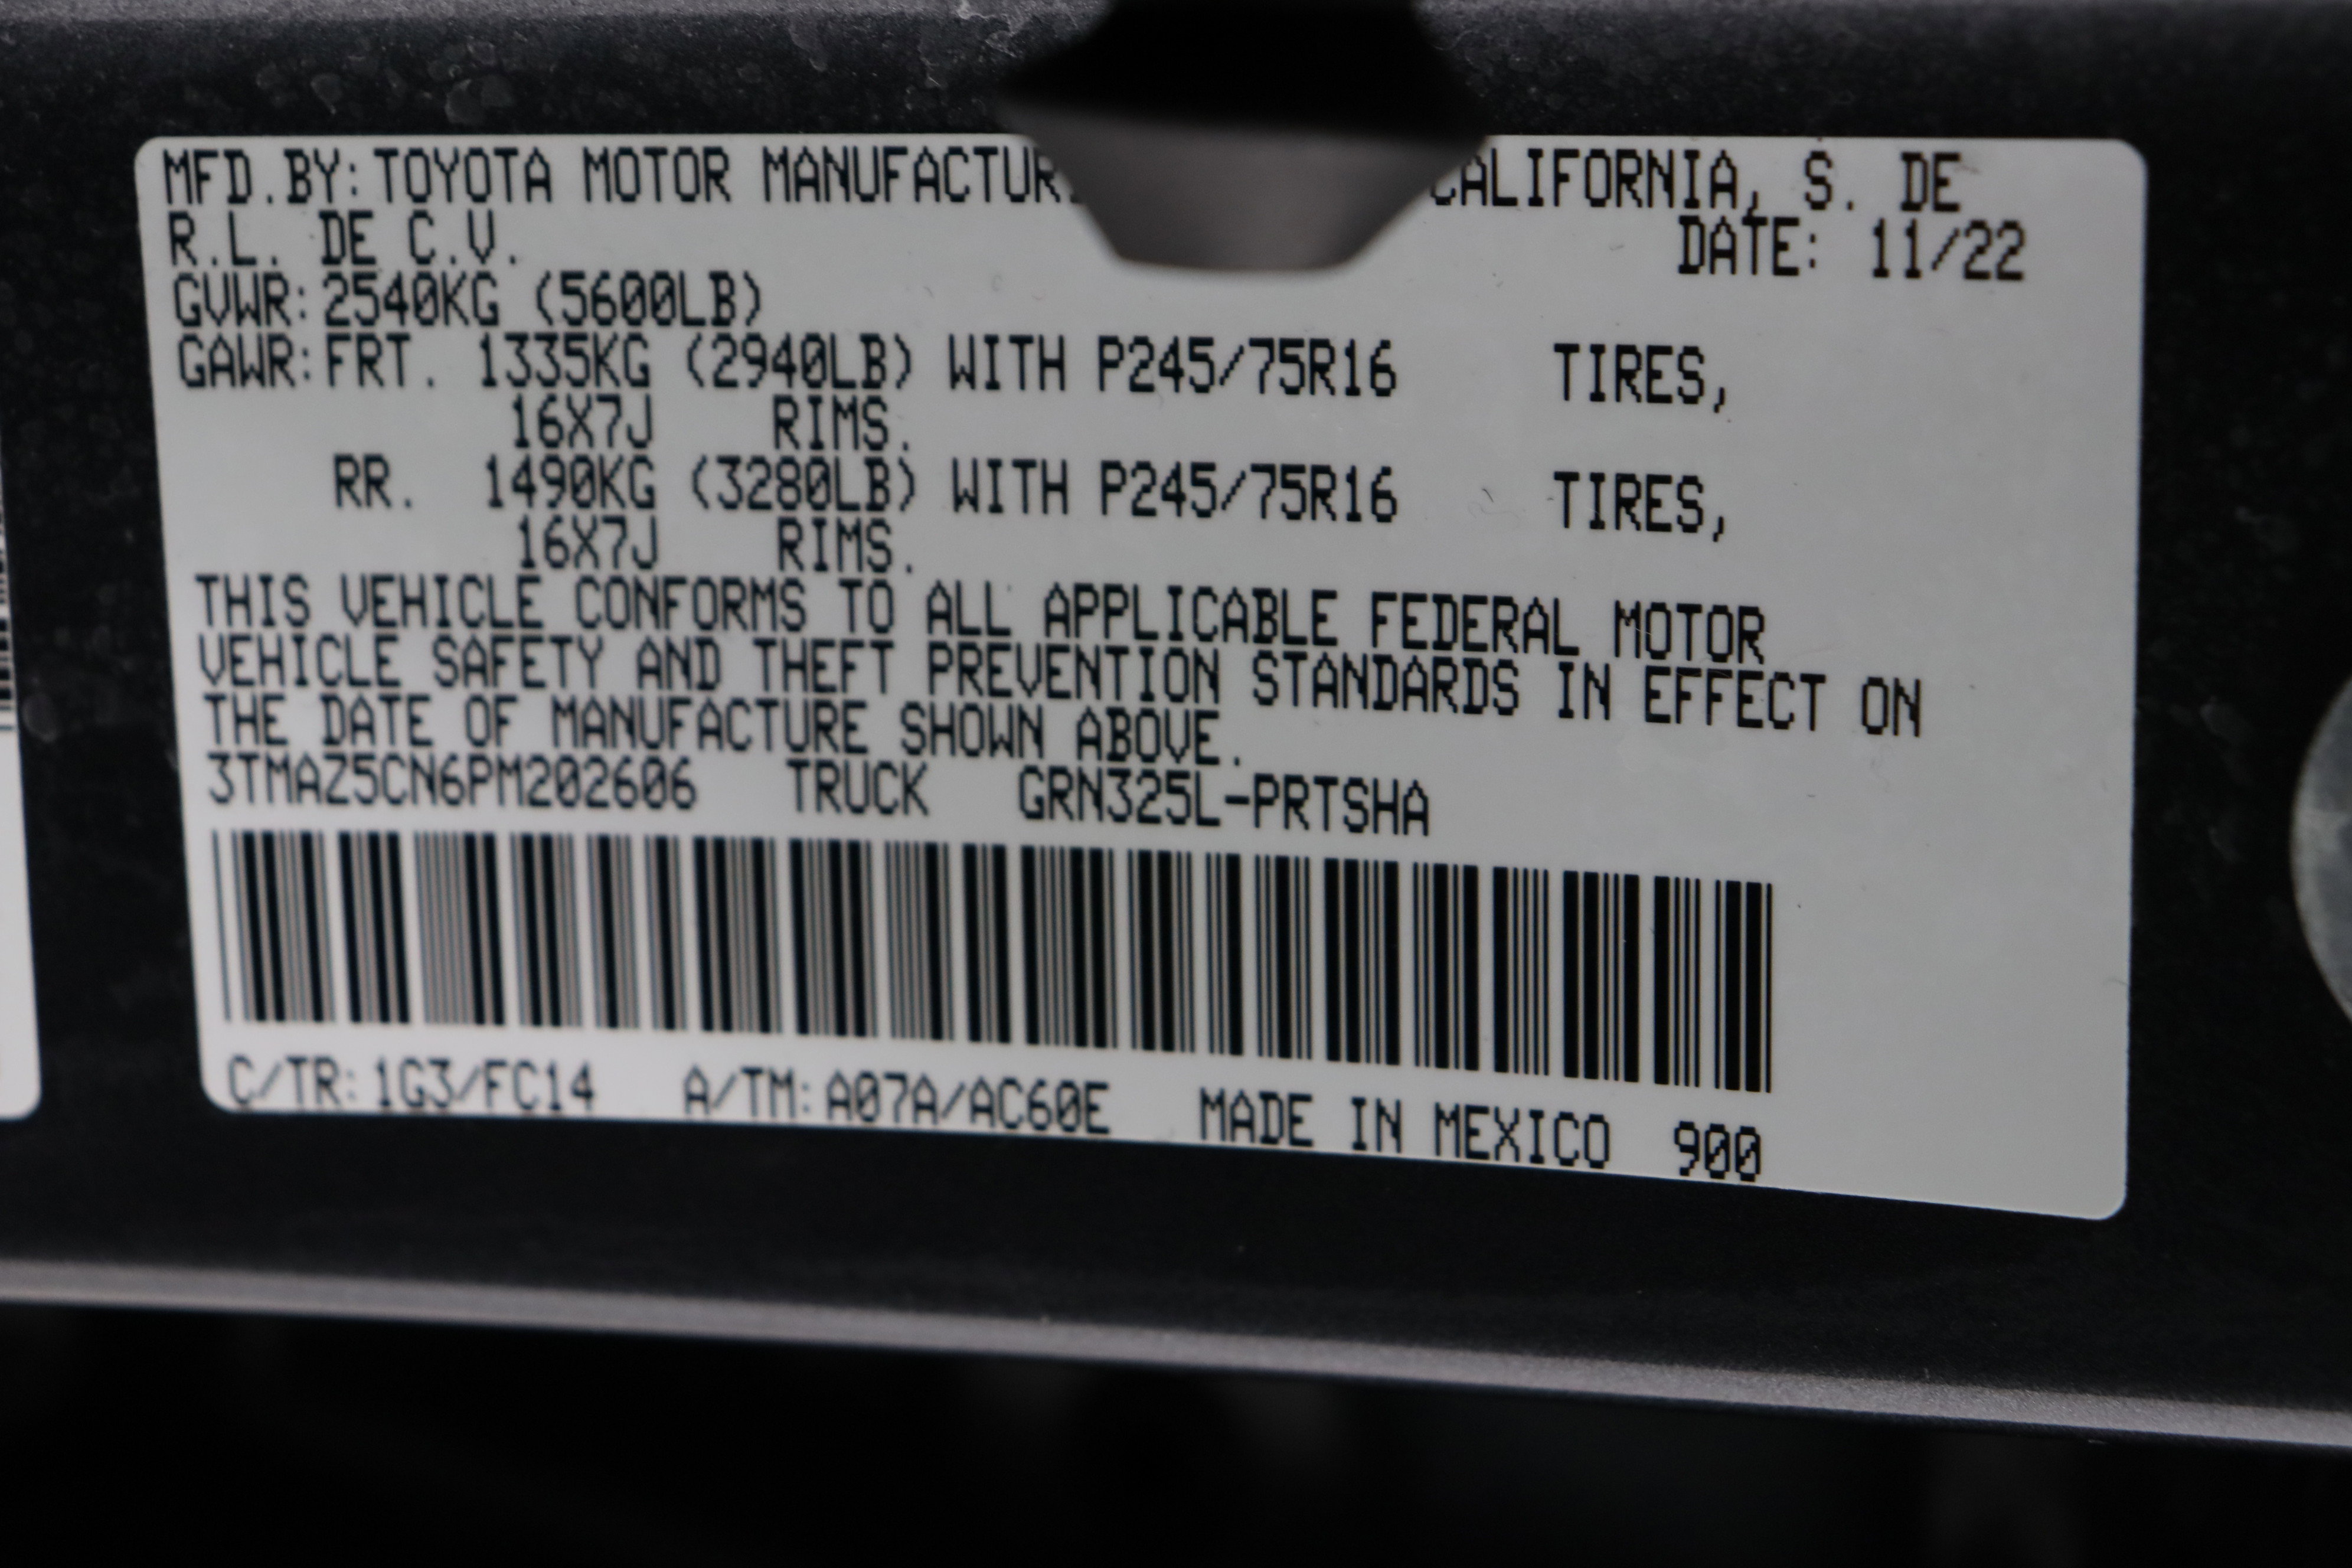 MFD.BY:TOYOTA MOTOR MANUFACTUR CALIFORNIA, S. DE
R.L. DE C.V. DATE: 11/22
GVWR:2540KG (5600LB)
GAWR:FRT. 1335KG (2940LB) WITH P245/75R16 TIRES,
16X7J RIMS.
RR. 1490KG (3280LB) WITH P245/75R16 TIRES,
16X7J RIMS.
THIS VEHICLE CONFORMS TO ALL APPLICABLE FEDERAL MOTOR
VEHICLE SAFETY AND THEFT PREVENTION STANDARDS IN EFFECT ON
THE DATE OF MANUFACTURE SHOWN ABOVE.
3TMAZ5CN6PM202606 TRUCK GRN325L-PRTSHA
C/TR:1G3/FC14 A/TM:A07A/AC60E MADE IN MEXICO 900